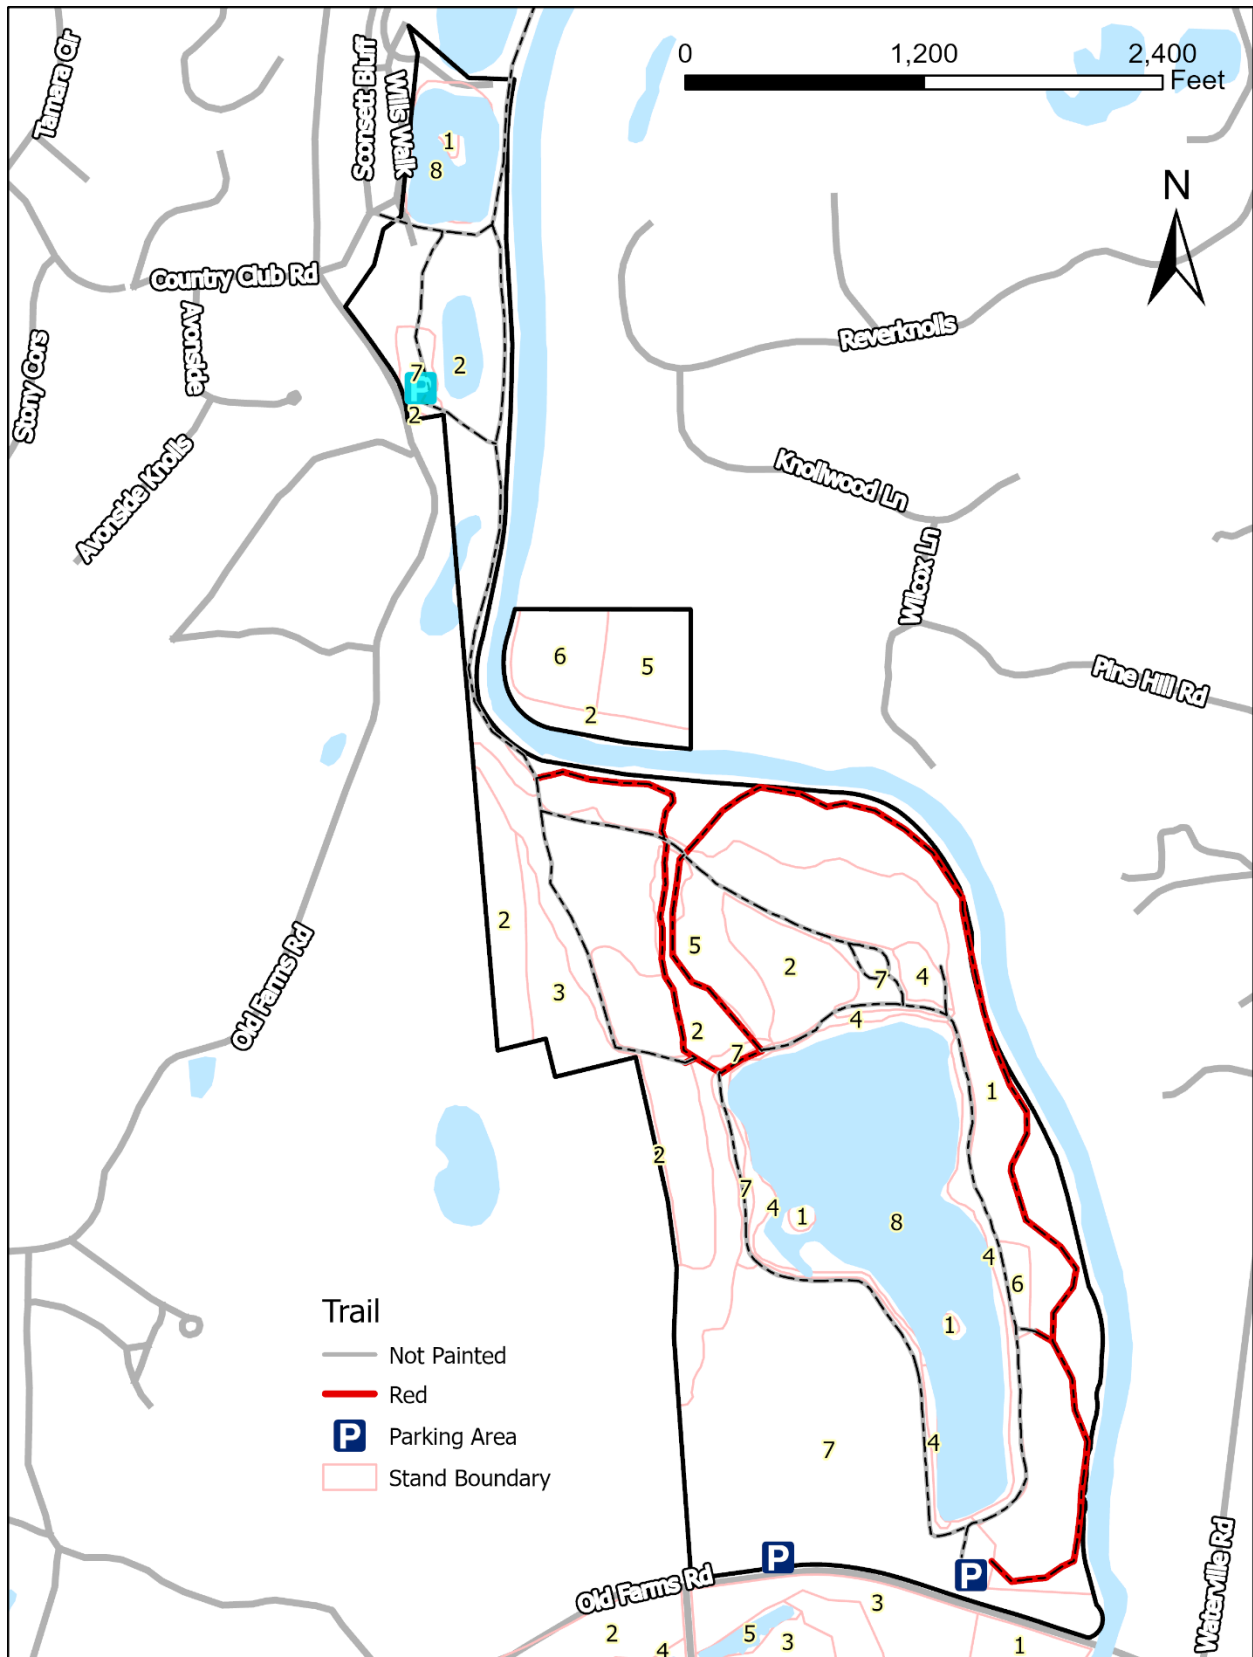 0 1,200 2,400
Feet
N
Tamara Cir
Sconsett Bluff
Wills Walk
1
8
Country Club Rd
Avonside
Stony Cors
Reverknolls
7
2
P
2
Avonside Knolls
Knollwood Ln
Wilcox Ln
6
5
2
Pine Hill Rd
2
5
2
7
4
3
4
2
7
Old Farms Rd
1
2
7
4
1
8
4
6
1
Trail
Not Painted
Red
P Parking Area
Stand Boundary
7
4
P
P
Old Farms Rd
Waterville Rd
3
2
5
3
4
1